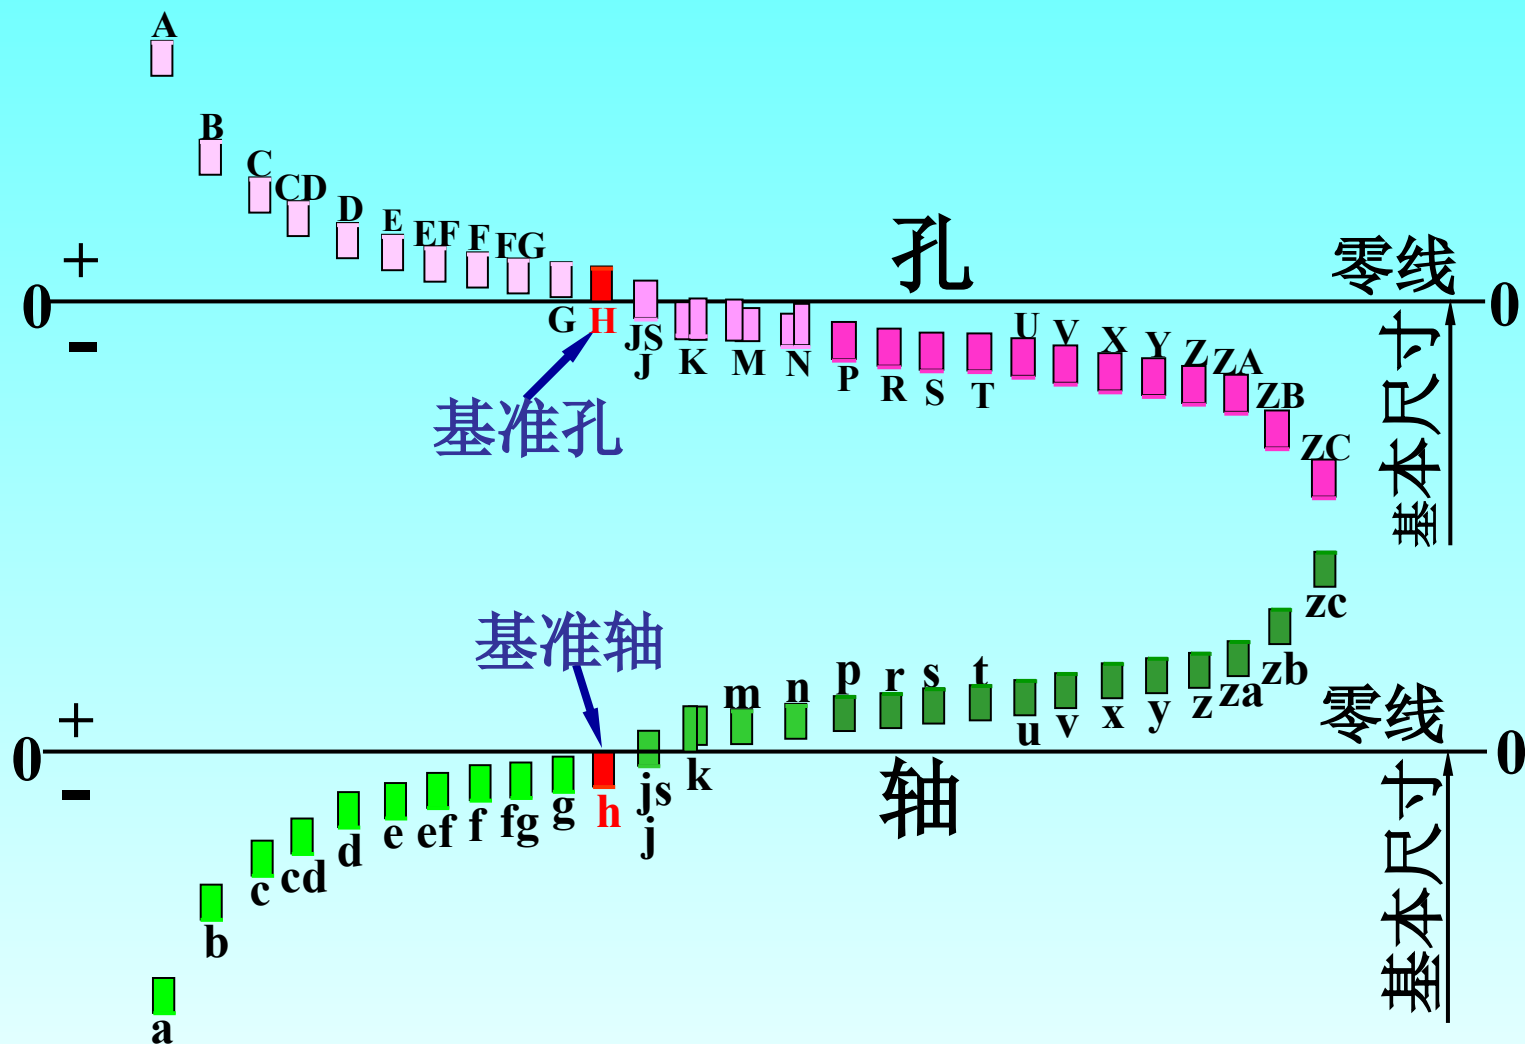 A
B
C
CD
D
E
EF
F
FG
孔
零线
+
0
0
G
H
JS
J
K
M
N
P
R
S
T
U
V
X
Y
Z
ZA
ZB
ZC
-
基准孔
基本尺寸
zc
基准轴
m
n
p
r
s
t
u
v
x
y
z
za
zb
零线
+
0
0
-
a
b
c
cd
d
e
ef
f
fg
g
h
js
j
k
轴
基本尺寸